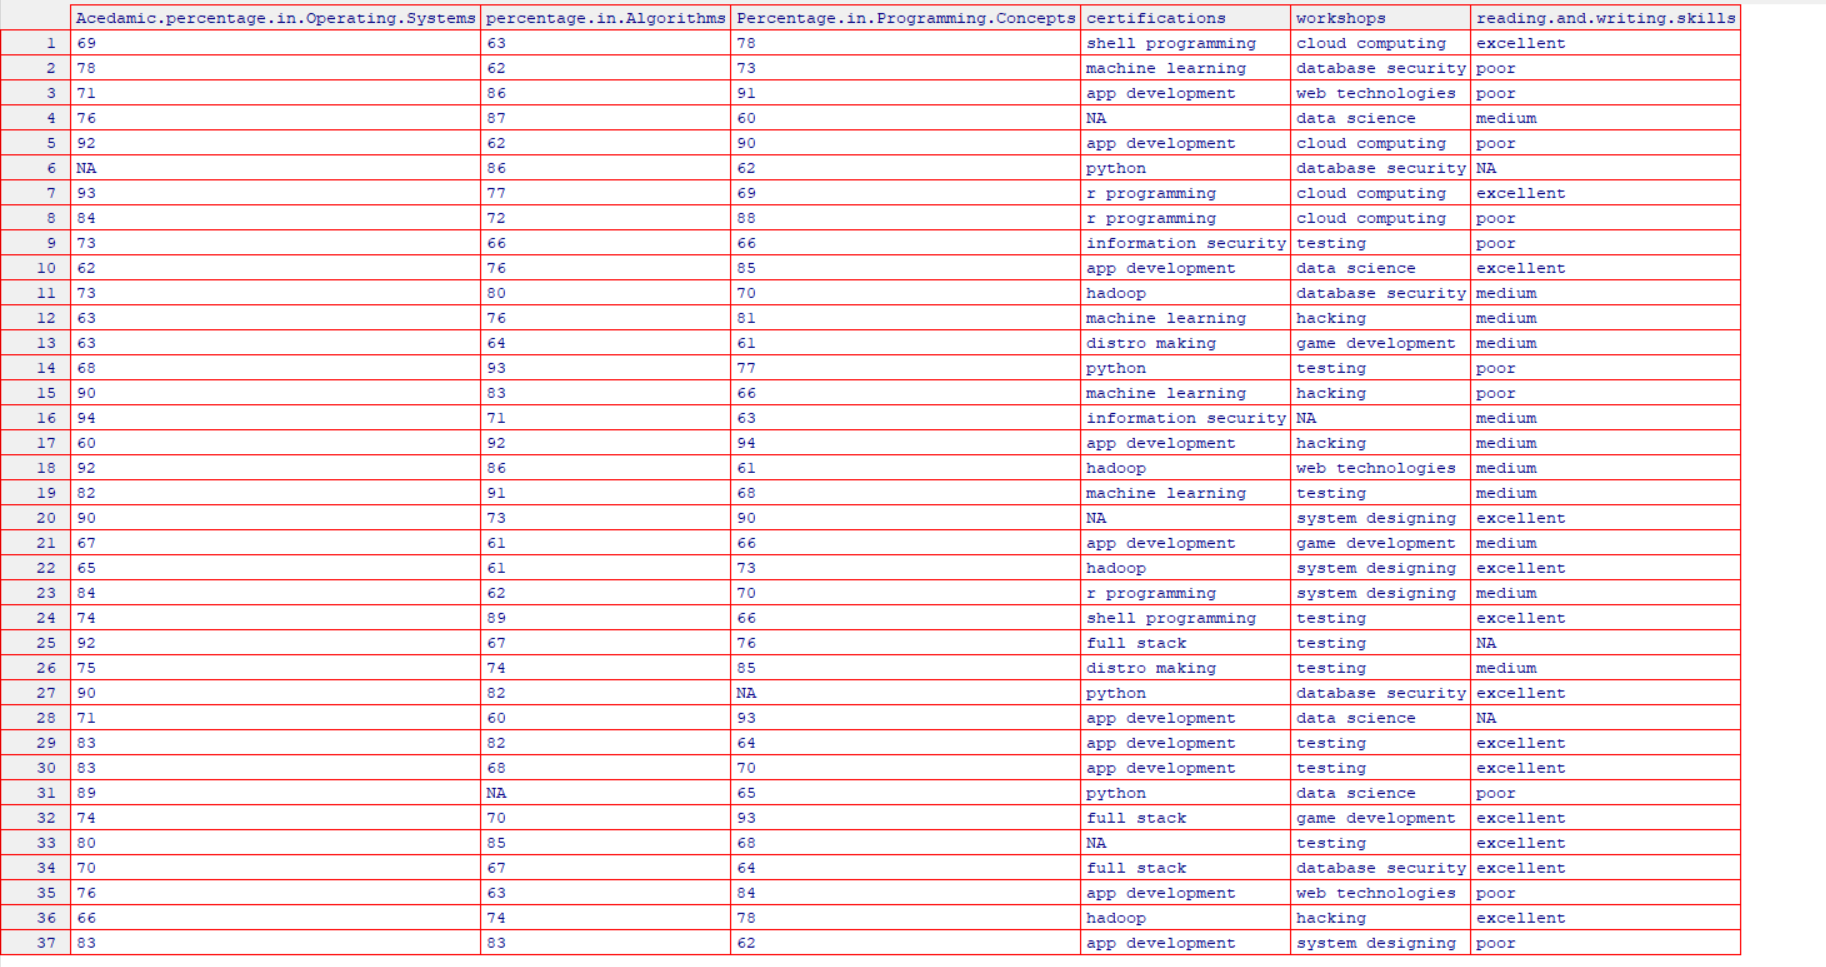 Acedamic.percentage.in.Operating.Systems percentage.in.Algorithms Percentage.in.Programming.Concepts certifications workshops reading.and.writing.skills
1 69 63 78 shell programming cloud computing excellent
2 78 62 73 machine learning database security poor
3 71 86 91 app development web technologies poor
4 76 87 60 NA data science medium
5 92 62 90 app development cloud computing poor
6 NA 86 62 python database security NA
7 93 77 69 r programming cloud computing excellent
8 84 72 88 r programming cloud computing poor
9 73 66 66 information security testing poor
10 62 76 85 app development data science excellent
11 73 80 70 hadoop database security medium
12 63 76 81 machine learning hacking medium
13 63 64 61 distro making game development medium
14 68 93 77 python testing poor
15 90 83 66 machine learning hacking poor
16 94 71 63 information security NA medium
17 60 92 94 app development hacking medium
18 92 86 61 hadoop web technologies medium
19 82 91 68 machine learning testing medium
20 90 73 90 NA system designing excellent
21 67 61 66 app development game development medium
22 65 61 73 hadoop system designing excellent
23 84 62 70 r programming system designing medium
24 74 89 66 shell programming testing excellent
25 92 67 76 full stack testing NA
26 75 74 85 distro making testing medium
27 90 82 NA python database security excellent
28 71 60 93 app development data science NA
29 83 82 64 app development testing excellent
30 83 68 70 app development testing excellent
31 89 NA 65 python data science poor
32 74 70 93 full stack game development excellent
33 80 85 68 NA testing excellent
34 70 67 64 full stack database security excellent
35 76 63 84 app development web technologies poor
36 66 74 78 hadoop hacking excellent
37 83 83 62 app development system designing poor